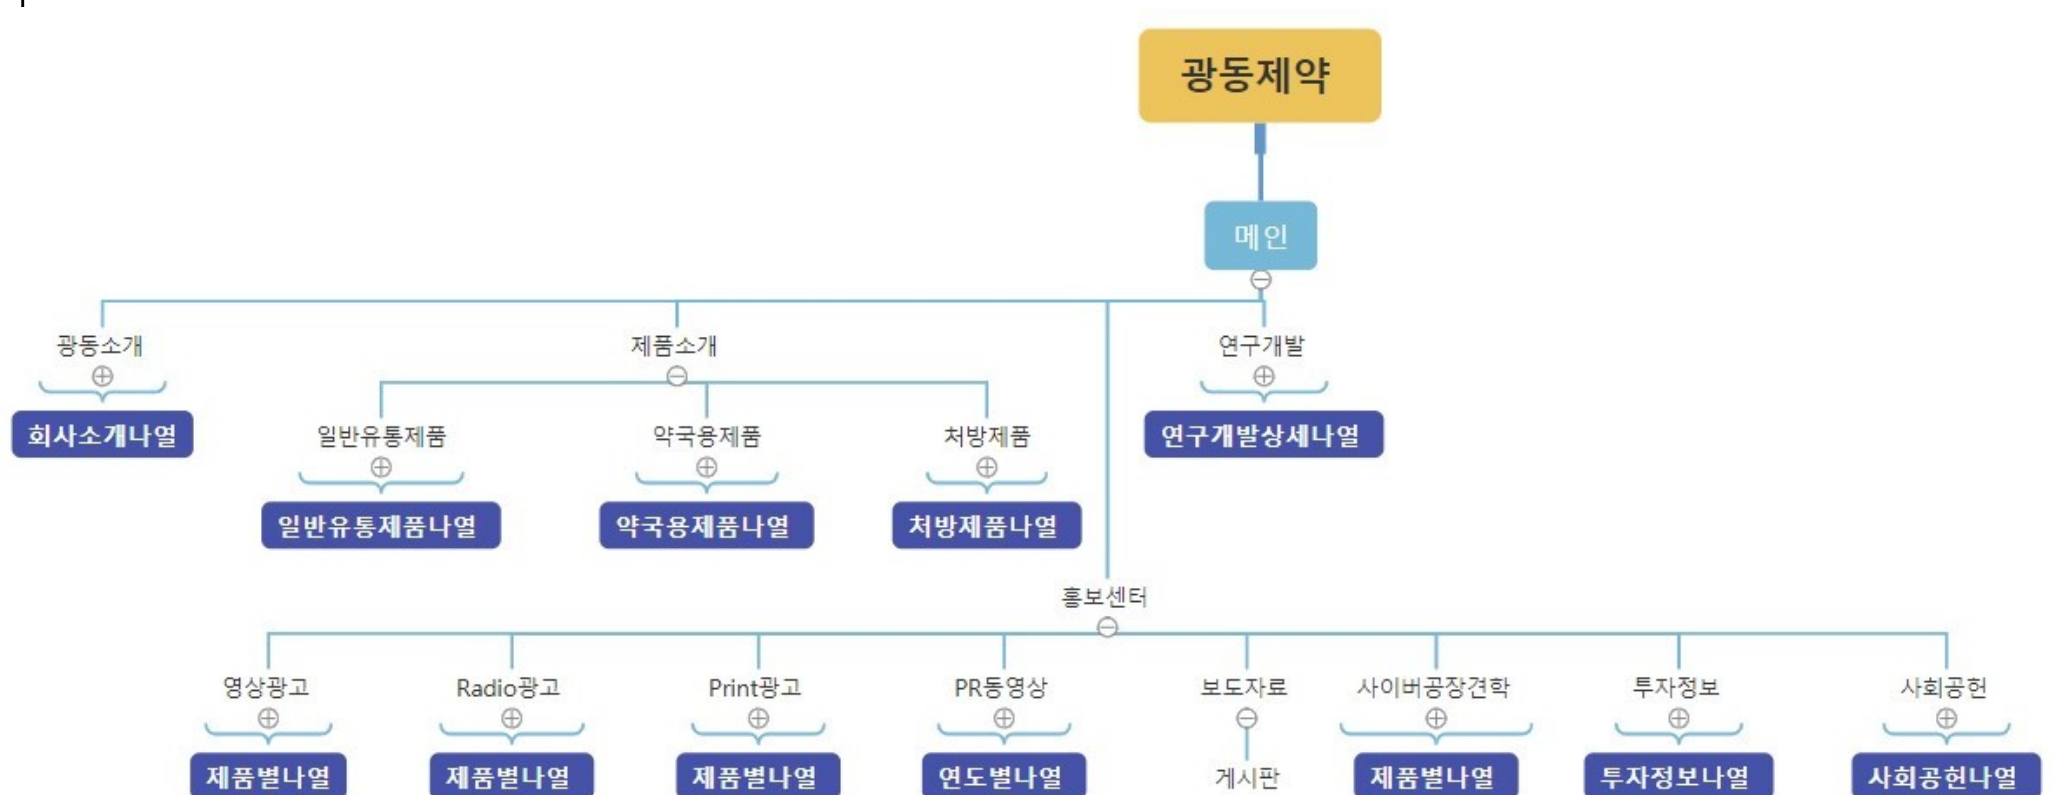 광동제약
메인
광동소개 제품소개 연구개발
회사소개나열 일반유통제품 약국용제품 처방제품 연구개발상세나열
일반유통제품나열 약국용제품나열 처방제품나열
홍보센터
영상광고 Radio광고 Print광고 PR동영상 보도자료 사이버공장견학 투자정보 사회공헌
제품별나열 제품별나열 제품별나열 연도별나열 게시판 제품별나열 투자정보나열 사회공헌나열